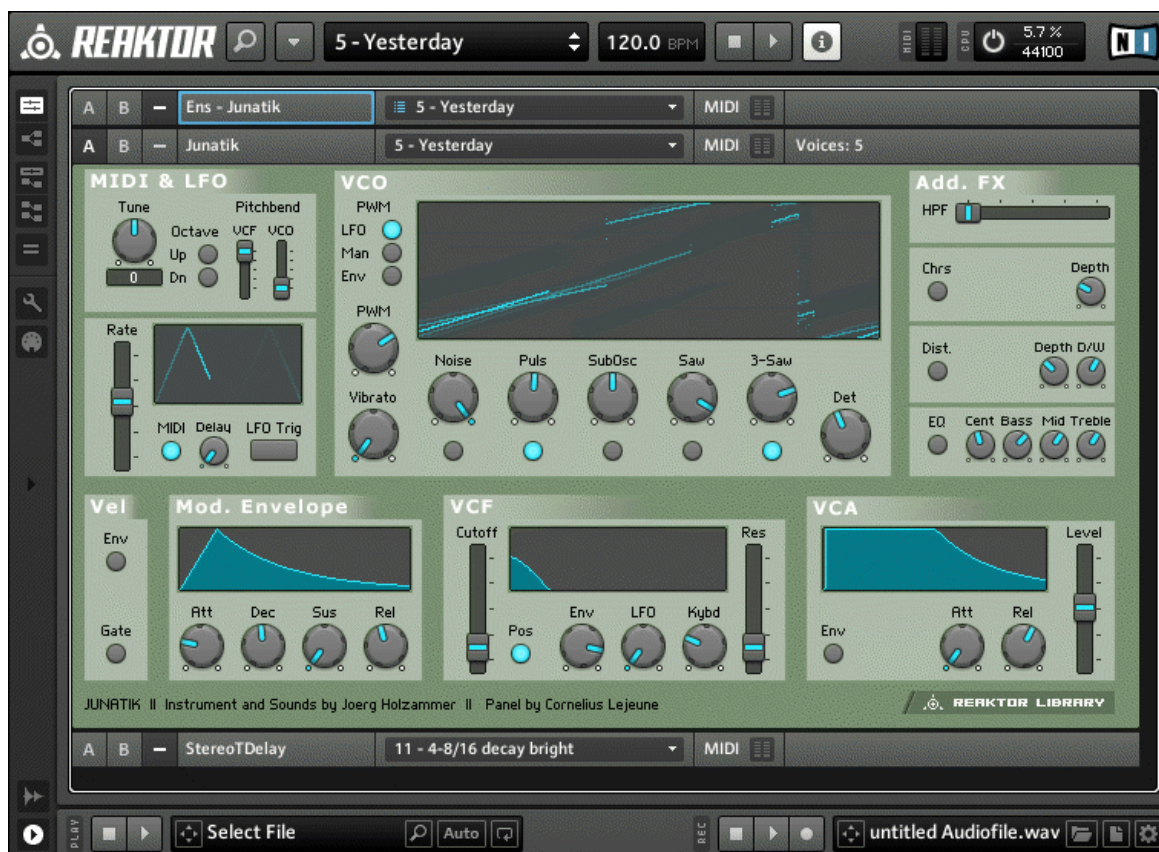 REAKTOR 5 - Yesterday 120.0 BPM i MIDI CPU 5.7 % 44100 NI
A B Ens - Junatik 5 - Yesterday MIDI
A B Junatik 5 - Yesterday MIDI Voices: 5
MIDI & LFO VCO Add. FX
Tune Pitchbend PWM HPF
Octave VCF VCO LFO
Up Man
0 Dn Env
Chrs Depth
PWM
Rate
Noise Puls SubOsc Saw 3-Saw
Dist. Depth D/W
Vibrato Det
MIDI Delay LFO Trig
EQ Cent Bass Mid Treble
Vel Mod. Envelope VCF VCA
Env Cutoff Res Level
Att Dec Sus Rel Env LFO Kybd Att Rel
Gate Pos Env
JUNATIK II Instrument and Sounds by Joerg Holzammer II Panel by Cornelius Lejeune REAKTOR LIBRARY
A B StereoTDelay 11 - 4-8/16 decay bright MIDI
PLAY Select File Auto REC untitled Audiofile.wav